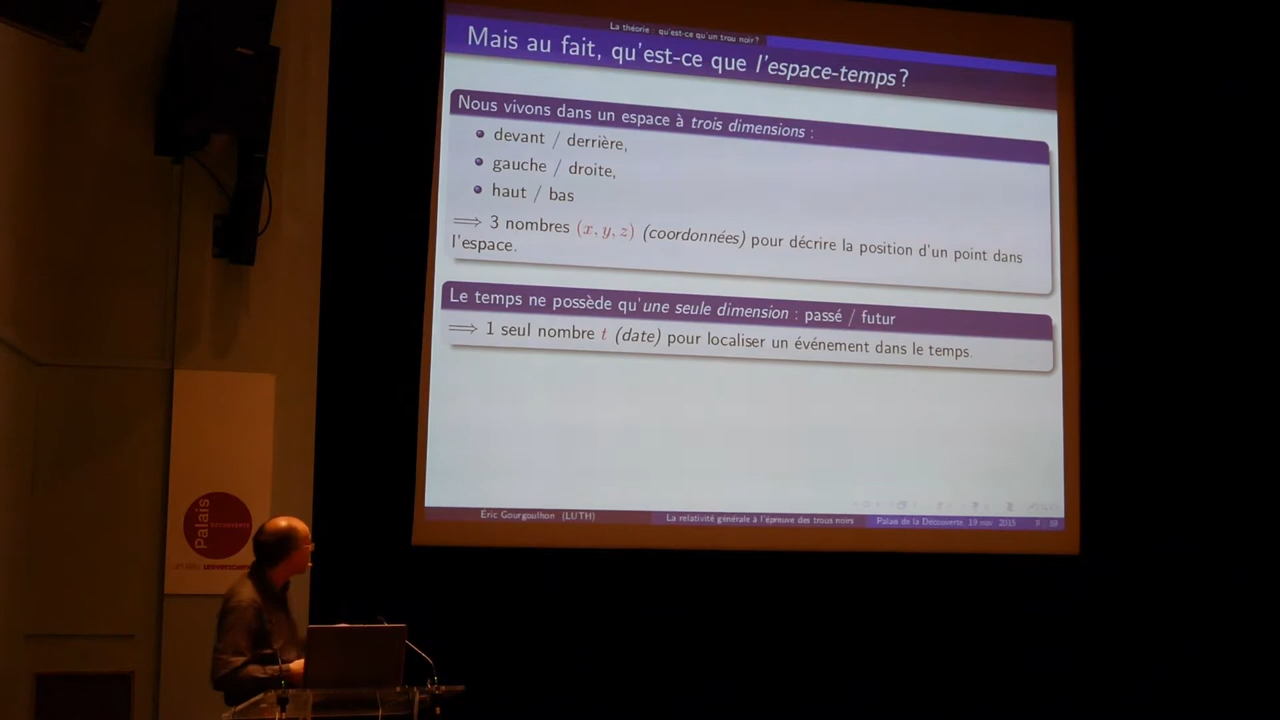 La théorie : qu'est-ce qu'un trou noir ?
Mais au fait, qu'est-ce que l'espace-temps ?
Nous vivons dans un espace à trois dimensions :
devant / derrière,
gauche / droite,
haut / bas
⟹ 3 nombres (x, y, z) (coordonnées) pour décrire la position d'un point dans
l'espace.
Le temps ne possède qu'une seule dimension : passé / futur
⟹ 1 seul nombre t (date) pour localiser un événement dans le temps.
Éric Gourgoulhon (LUTH)
La relativité générale à l'épreuve des trous noirs
Palais de la Découverte, 19 nov. 2015
Palais
DÉCOUVERTE